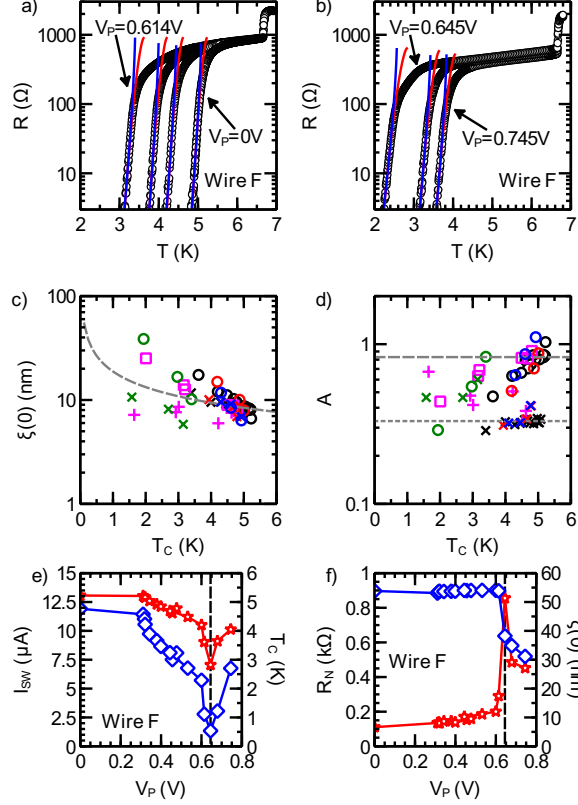 a)
V_P=0.614V
V_P=0V
Wire F
R (Ω)
1000
100
10
2 3 4 5 6 7
T (K)
b)
V_P=0.645V
V_P=0.745V
Wire F
R (Ω)
1000
100
10
2 3 4 5 6 7
T (K)
c)
ξ(0) (nm)
100
10
1
0 1 2 3 4 5 6
T_C (K)
d)
A
1
0.1
0 1 2 3 4 5 6
T_C (K)
e)
I_SW (μA)
15
12.5
10
7.5
5
2.5
0
Wire F
6
5
4
3
2
1
0
T_C (K)
0.0 0.2 0.4 0.6 0.8
V_P (V)
f)
R_N (kΩ)
1
0.8
0.6
0.4
0.2
0
Wire F
60
50
40
30
20
10
0
ξ(0) (nm)
0.0 0.2 0.4 0.6 0.8
V_P (V)